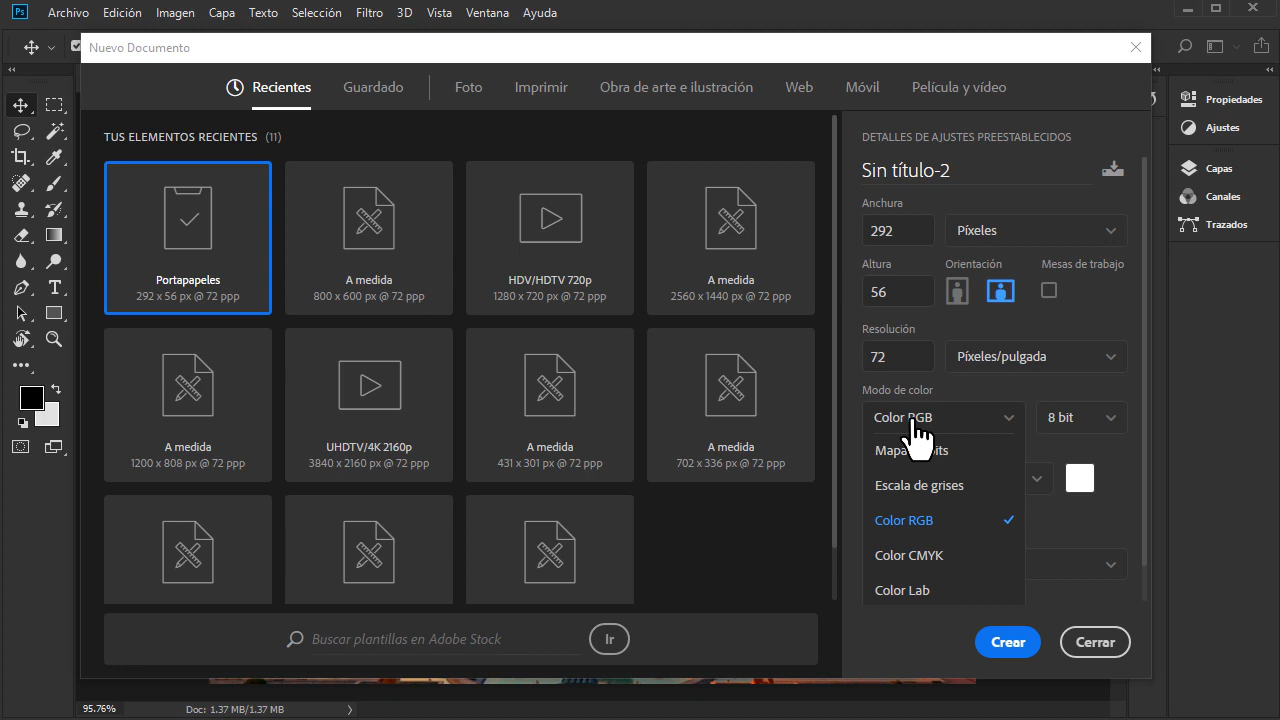 Ps Archivo Edición Imagen Capa Texto Selección Filtro 3D Vista Ventana Ayuda
Nuevo Documento
Recientes Guardado Foto Imprimir Obra de arte e ilustración Web Móvil Película y vídeo
TUS ELEMENTOS RECIENTES (11)
Portapapeles
292 x 56 px @ 72 ppp
A medida
800 x 600 px @ 72 ppp
HDV/HDTV 720p
1280 x 720 px @ 72 ppp
A medida
2560 x 1440 px @ 72 ppp
A medida
1200 x 808 px @ 72 ppp
UHDTV/4K 2160p
3840 x 2160 px @ 72 ppp
A medida
431 x 301 px @ 72 ppp
A medida
702 x 336 px @ 72 ppp
Buscar plantillas en Adobe Stock Ir
DETALLES DE AJUSTES PREESTABLECIDOS
Sin título-2
Anchura
292 Píxeles
Altura Orientación Mesas de trabajo
56
Resolución
72 Píxeles/pulgada
Modo de color
Color RGB 8 bit
Escala de grises
Color RGB
Color CMYK
Color Lab
Crear Cerrar
Propiedades
Ajustes
Capas
Canales
Trazados
95.76% Doc: 1.37 MB/1.37 MB